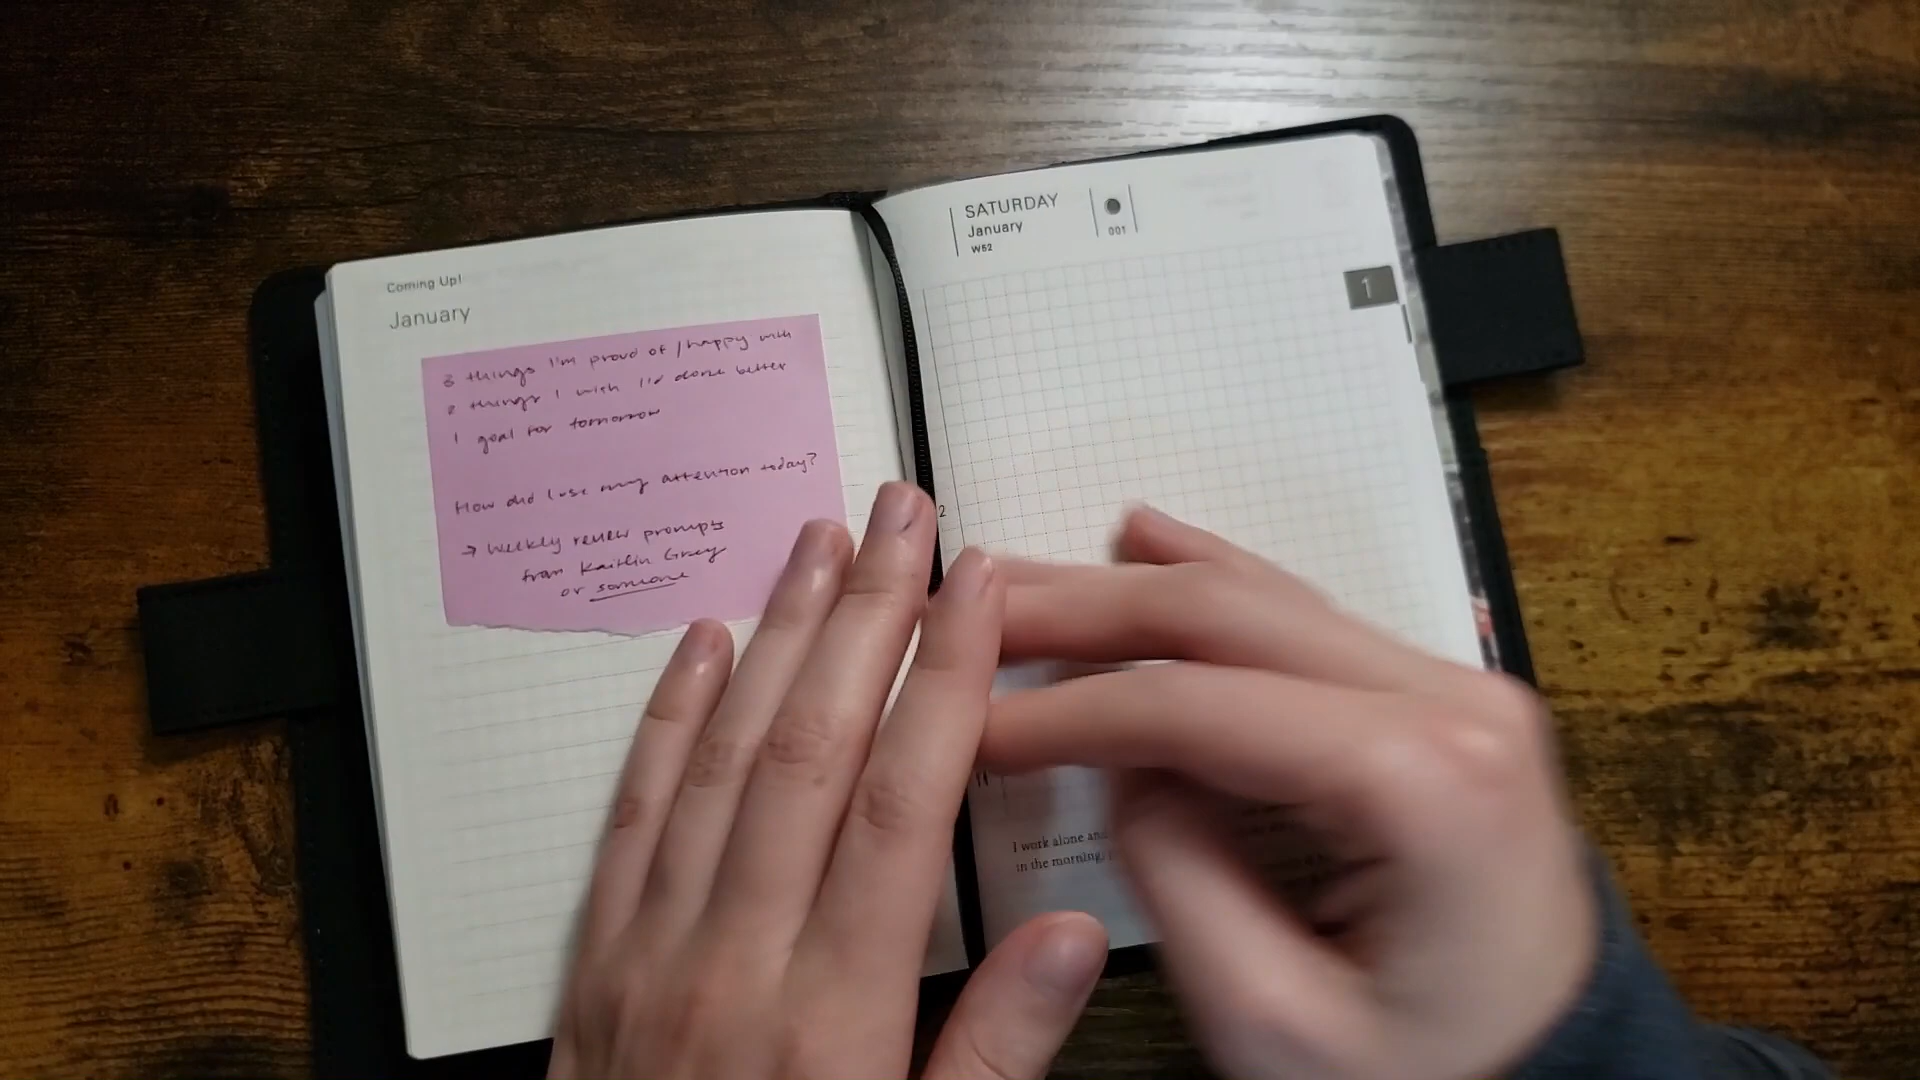 Coming Up!
January
3 things I'm proud of / happy with
2 things I wish I'd done better
1 goal for tomorrow
How did I use my attention today?
→ Weekly review prompts
from Kaitlin Grey
or someone
SATURDAY
January
W52
001
1
2
I work alone
in the morning,